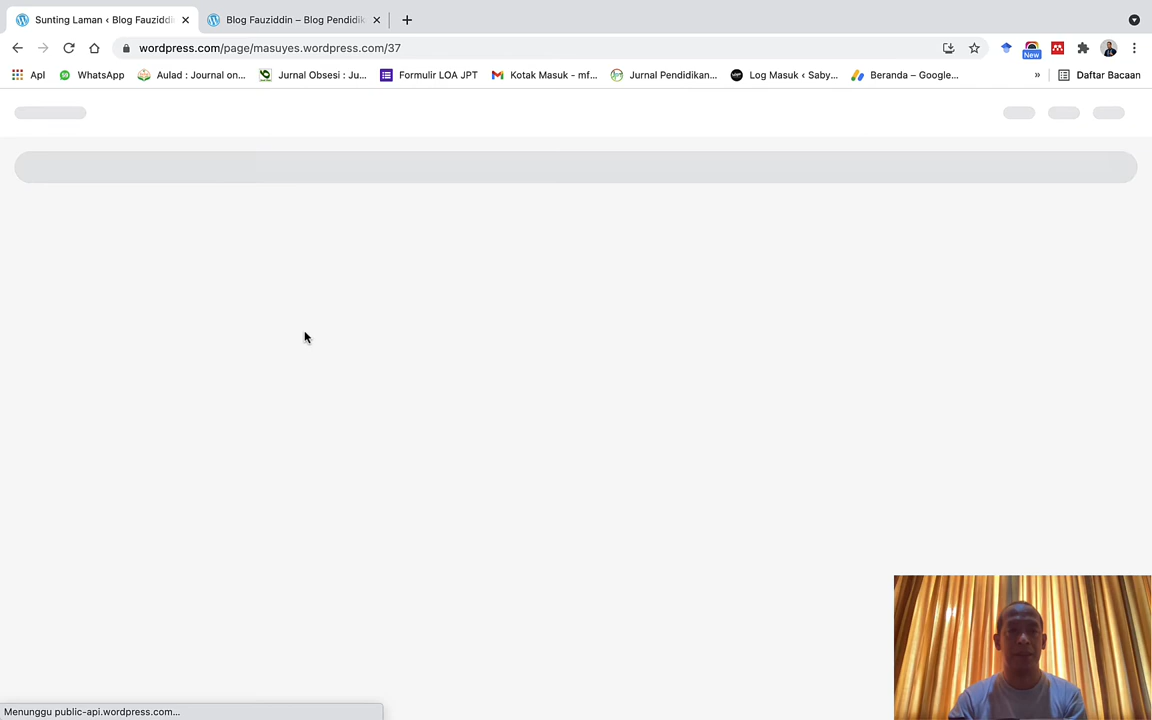 Sunting Laman ‹ Blog Fauziddi
Blog Fauziddin – Blog Pendidik
wordpress.com/page/masuyes.wordpress.com/37
New
Apl
WhatsApp
Aulad : Journal on...
Jurnal Obsesi : Ju...
Formulir LOA JPT
Kotak Masuk - mf...
Jurnal Pendidikan...
Log Masuk ‹ Saby...
Beranda – Google...
»
Daftar Bacaan
Menunggu public-api.wordpress.com...